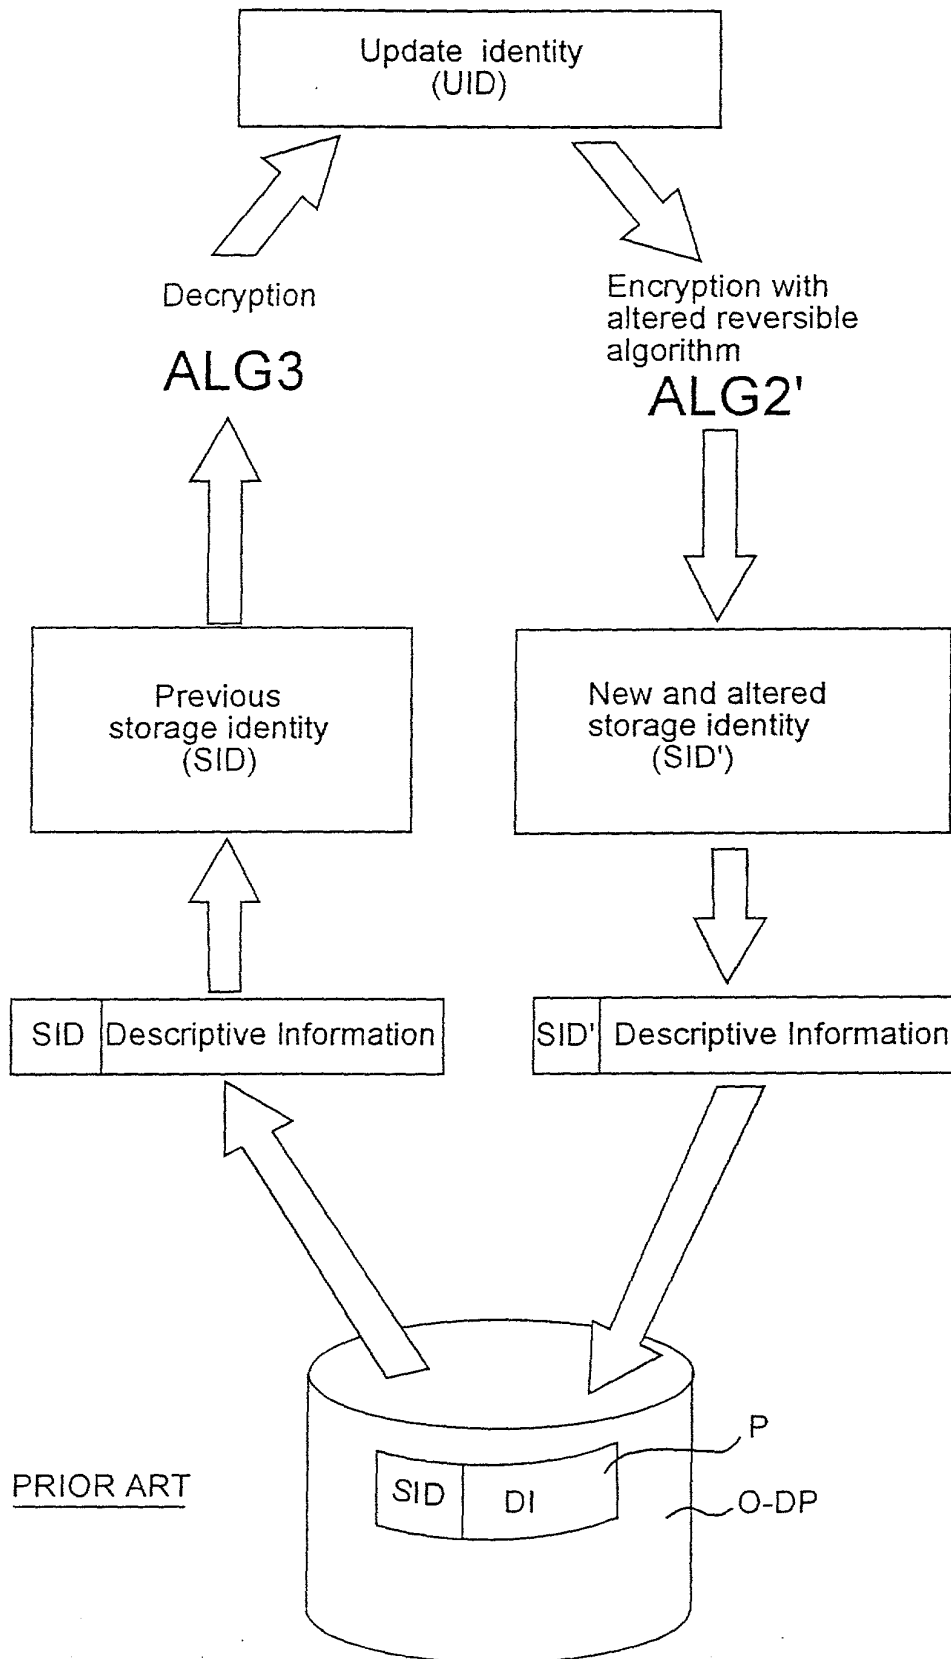 Update identity
(UID)
Decryption
ALG3
Encryption with
altered reversible
algorithm
ALG2'
Previous
storage identity
(SID)
New and altered
storage identity
(SID')
SID Descriptive Information
SID' Descriptive Information
P
SID DI
O-DP
PRIOR ART